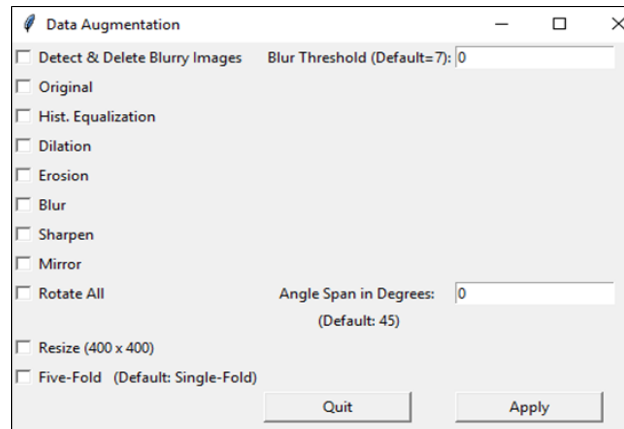 Data Augmentation
Detect & Delete Blurry Images Blur Threshold (Default=7): 0
Original
Hist. Equalization
Dilation
Erosion
Blur
Sharpen
Mirror
Rotate All Angle Span in Degrees: 0
(Default: 45)
Resize (400 x 400)
Five-Fold (Default: Single-Fold)
Quit Apply